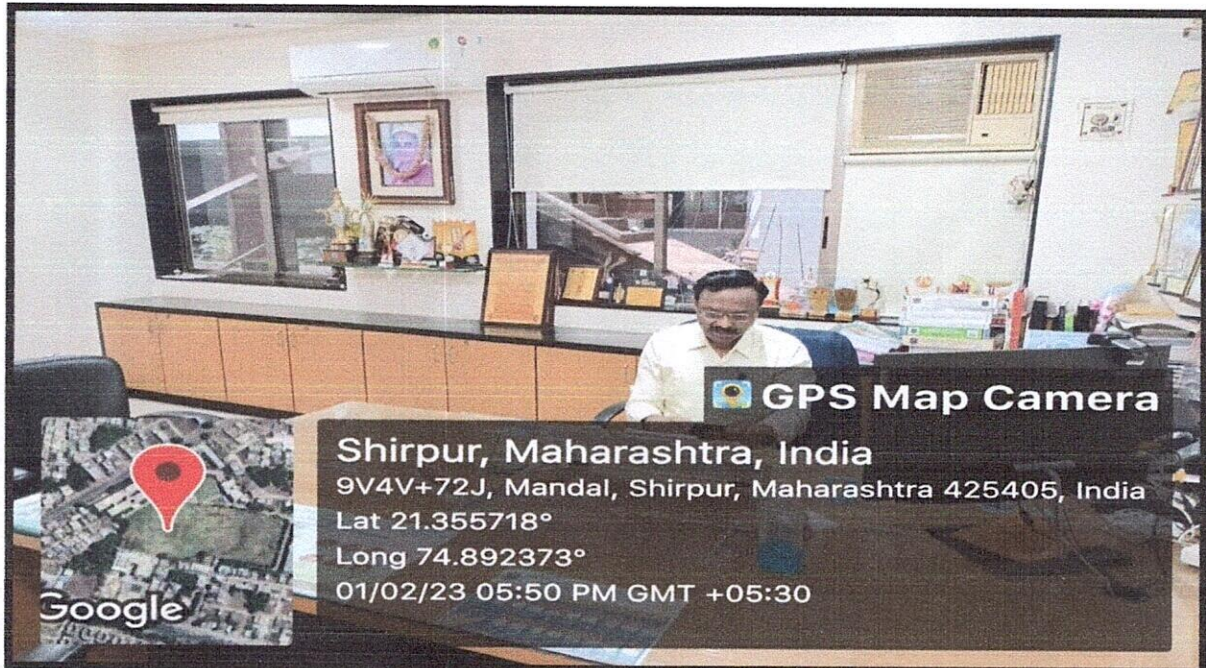 GPS Map Camera
Shirpur, Maharashtra, India
9V4V+72J, Mandal, Shirpur, Maharashtra 425405, India
Lat 21.355718°
Long 74.892373°
01/02/23 05:50 PM GMT +05:30
Google